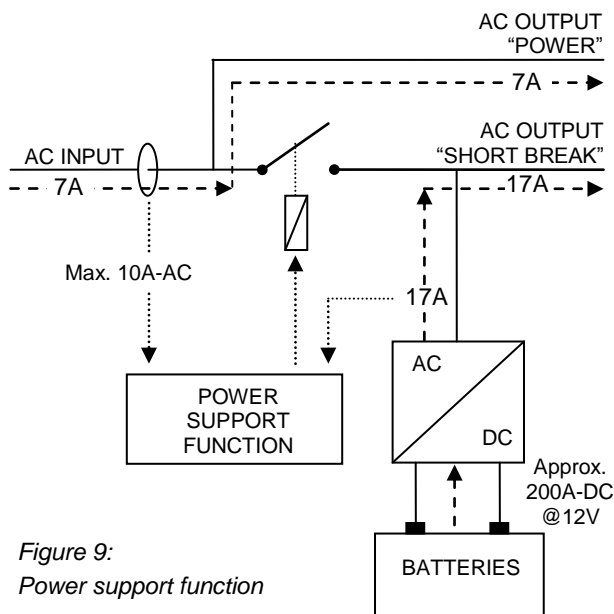 AC OUTPUT
“POWER”
7A
AC OUTPUT
“SHORT BREAK”
17A
AC INPUT
7A
Max. 10A-AC
17A
POWER
SUPPORT
FUNCTION
AC
DC
Approx.
200A-DC
@12V
BATTERIES
Figure 9:
Power support function